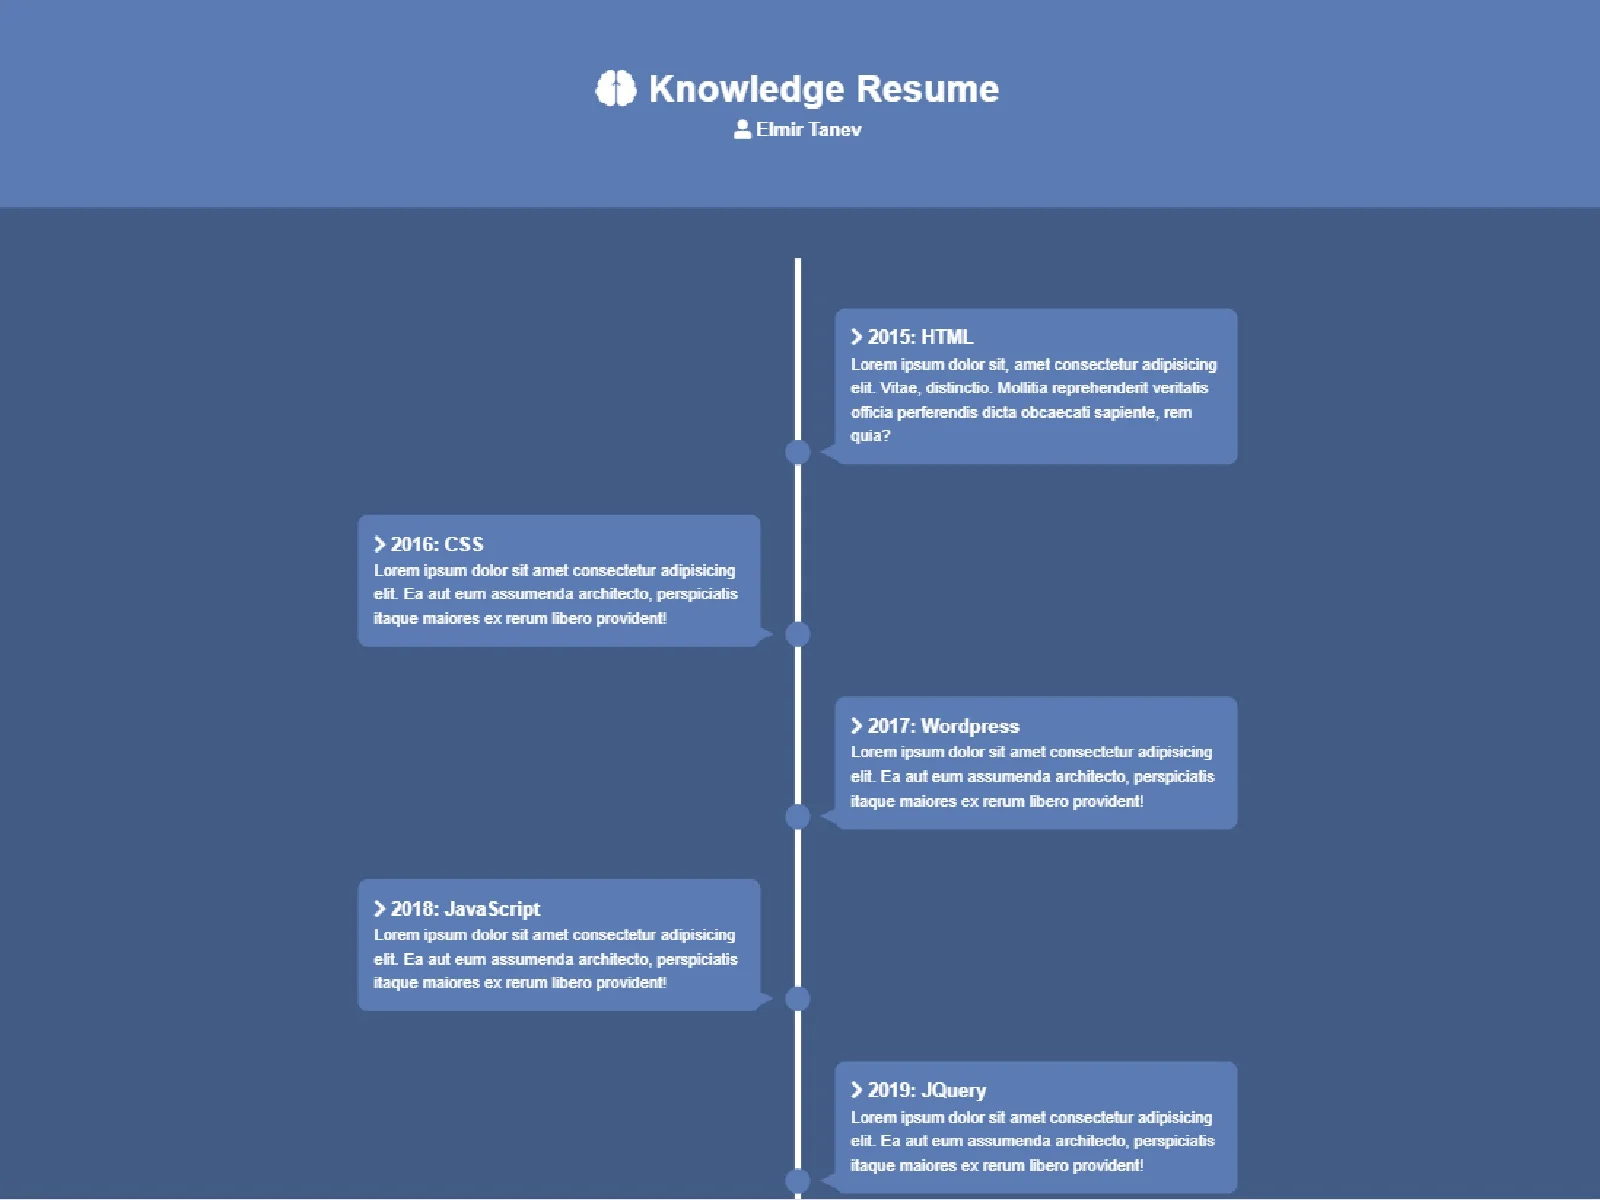 Knowledge Resume
Elmir Tanev
2015: HTML
Lorem ipsum dolor sit, amet consectetur adipisicing
elit. Vitae, distinctio. Mollitia reprehenderit veritatis
officia perferendis dicta obcaecati sapiente, rem
quia?
2016: CSS
Lorem ipsum dolor sit amet consectetur adipisicing
elit. Ea aut eum assumenda architecto, perspiciatis
itaque maiores ex rerum libero provident!
2017: Wordpress
Lorem ipsum dolor sit amet consectetur adipisicing
elit. Ea aut eum assumenda architecto, perspiciatis
itaque maiores ex rerum libero provident!
2018: JavaScript
Lorem ipsum dolor sit amet consectetur adipisicing
elit. Ea aut eum assumenda architecto, perspiciatis
itaque maiores ex rerum libero provident!
2019: JQuery
Lorem ipsum dolor sit amet consectetur adipisicing
elit. Ea aut eum assumenda architecto, perspiciatis
itaque maiores ex rerum libero provident!